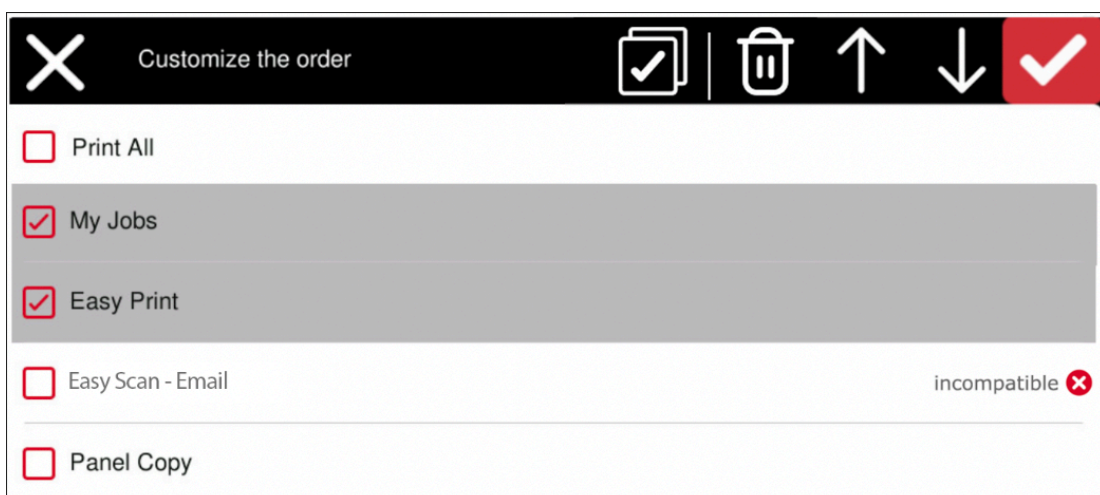 Customize the order
Print All
My Jobs
Easy Print
Easy Scan - Email incompatible
Panel Copy